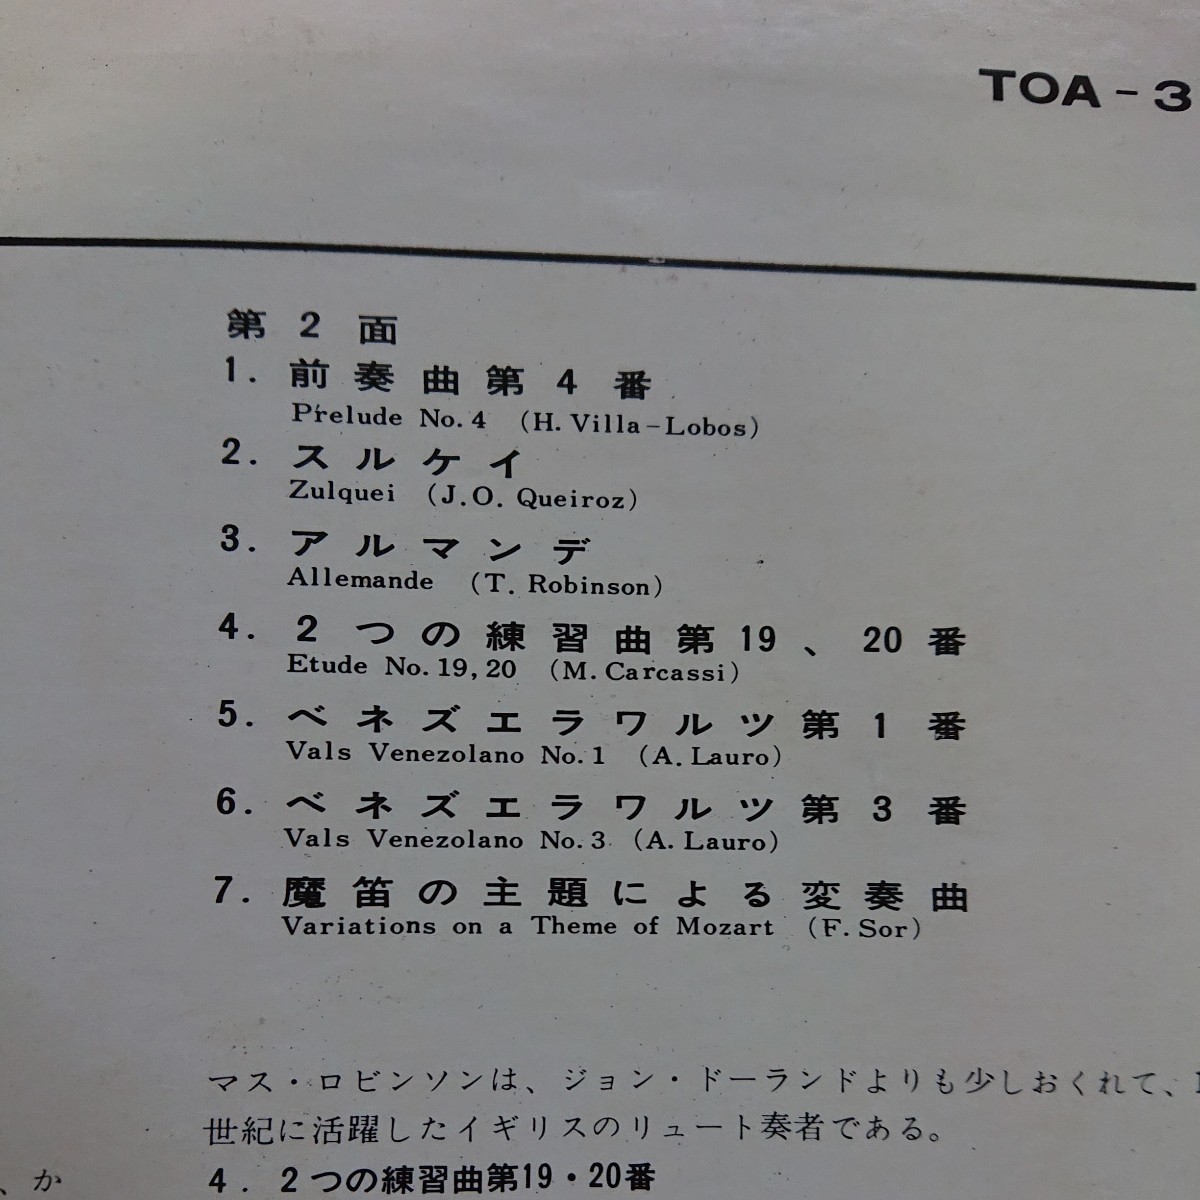 TOA-3
第2面
1. 前奏曲第4番
Prelude No.4 (H. Villa-Lobos)
2. スルケイ
Zulquei (J.O. Queiroz)
3. アルマンデ
Allemande (T. Robinson)
4. 2つの練習曲第19、20番
Etude No.19,20 (M. Carcassi)
5. ベネズエラワルツ第1番
Vals Venezolano No.1 (A. Lauro)
6. ベネズエラワルツ第3番
Vals Venezolano No.3 (A. Lauro)
7. 魔笛の主題による変奏曲
Variations on a Theme of Mozart (F. Sor)
マス・ロビンソンは、ジョン・ドーランドよりも少しおくれて、
世紀に活躍したイギリスのリュート奏者である。
、か
4. 2つの練習曲第19・20番